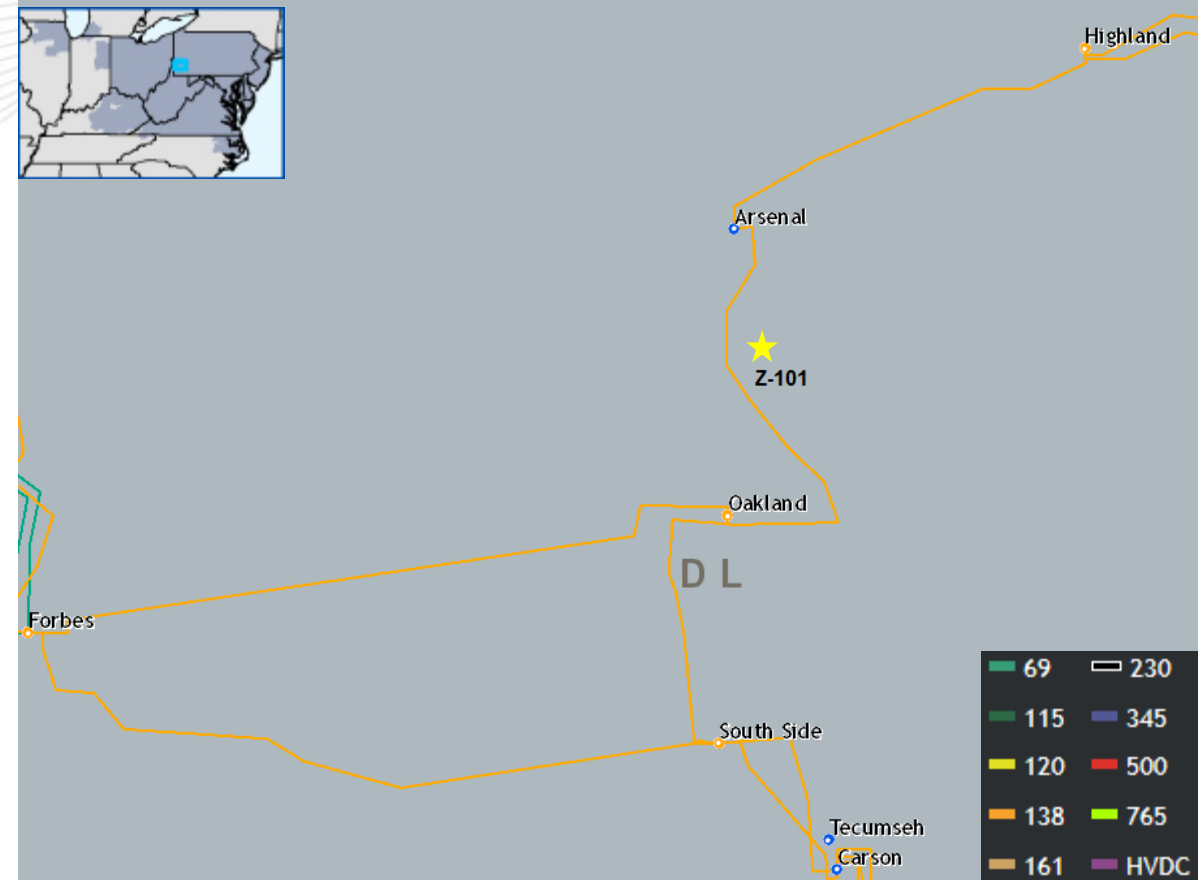 Highland
Arsenal
Z-101
Oakland
D L
Forbes
South Side
Tecumseh
Carson
69 230
115 345
120 500
138 765
161 HVDC